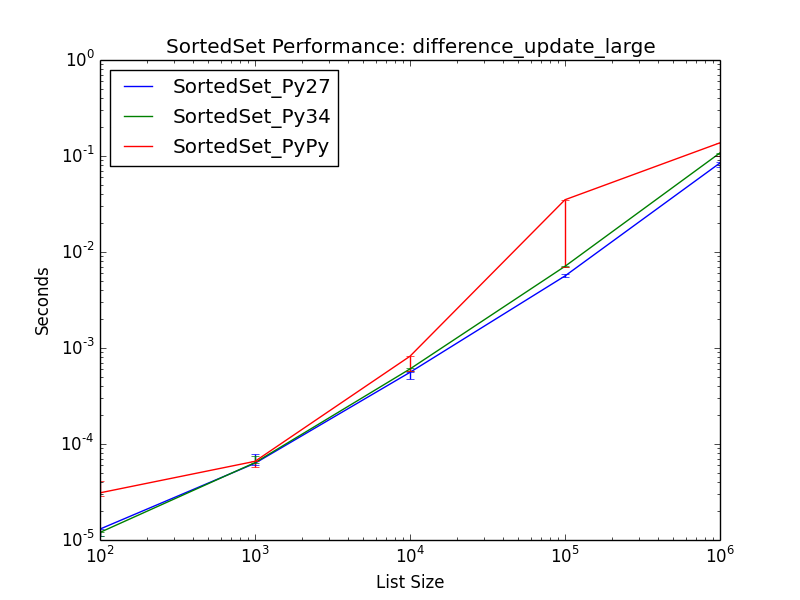 SortedSet Performance: difference_update_large
10^0
SortedSet_Py27
SortedSet_Py34
SortedSet_PyPy
10^-1
10^-2
Seconds
10^-3
10^-4
10^-5
10^2 10^3 10^4 10^5 10^6
List Size